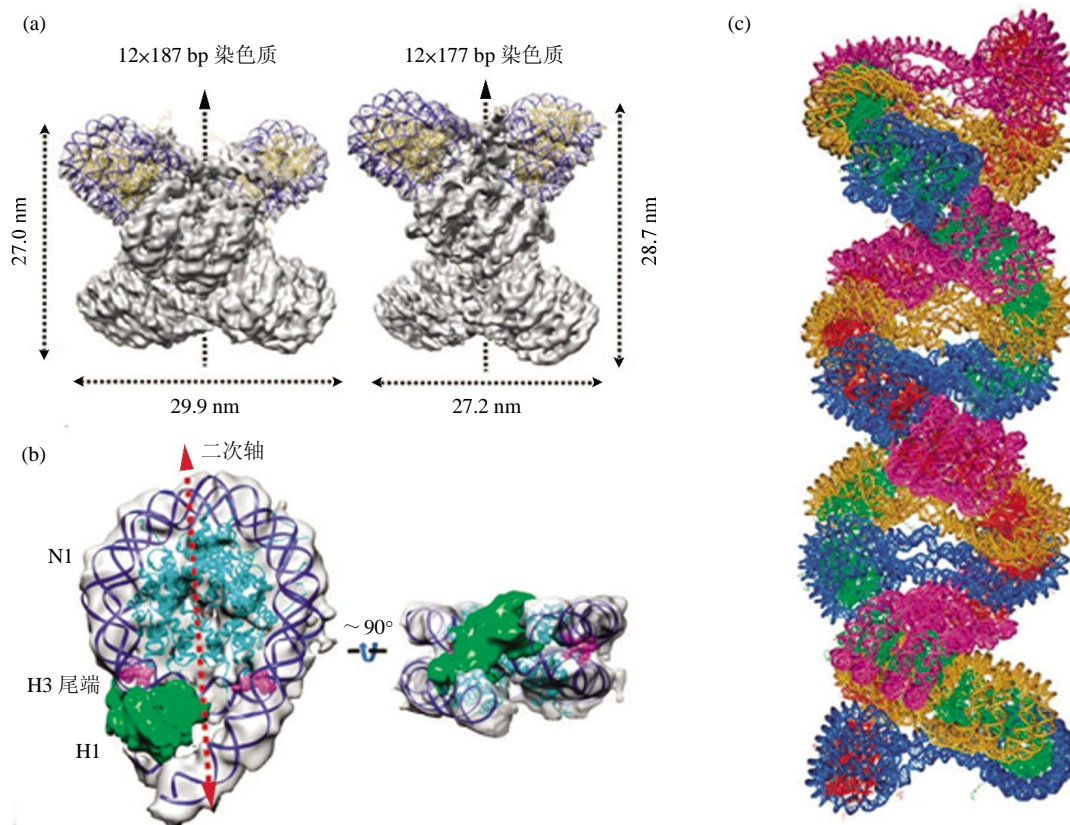 (a)
12×187 bp 染色质
12×177 bp 染色质
27.0 nm
28.7 nm
29.9 nm
27.2 nm
(b)
二次轴
N1
～90°
H3 尾端
H1
(c)